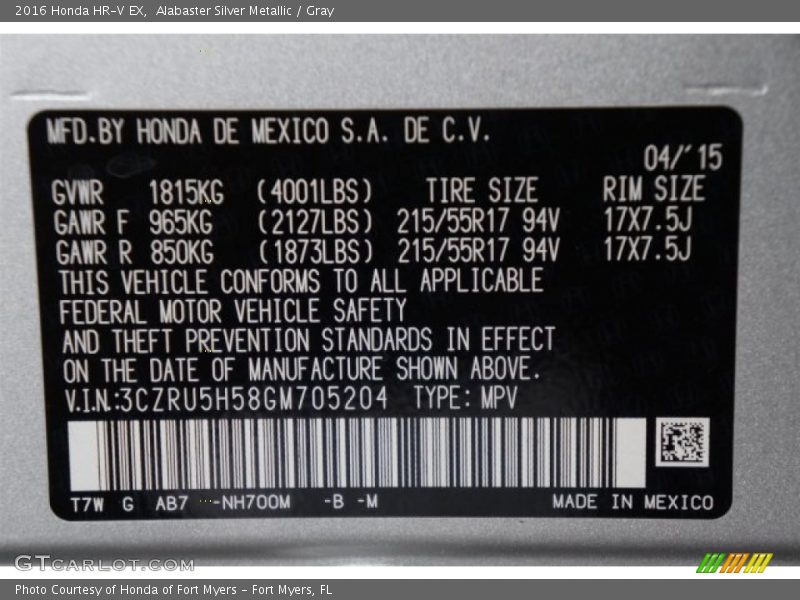 2016 Honda HR-V EX,  Alabaster Silver Metallic / Gray
MFD.BY HONDA DE MEXICO S.A. DE C.V.
04/'15
GVWR 1815KG (4001LBS) TIRE SIZE RIM SIZE
GAWR F 965KG (2127LBS) 215/55R17 94V 17X7.5J
GAWR R 850KG (1873LBS) 215/55R17 94V 17X7.5J
THIS VEHICLE CONFORMS TO ALL APPLICABLE
FEDERAL MOTOR VEHICLE SAFETY
AND THEFT PREVENTION STANDARDS IN EFFECT
ON THE DATE OF MANUFACTURE SHOWN ABOVE.
V.I.N.:3CZRU5H58GM705204 TYPE: MPV
T7W G AB7 --NH700M -B -M MADE IN MEXICO
GTCARLOT.COM
Photo Courtesy of Honda of Fort Myers - Fort Myers, FL